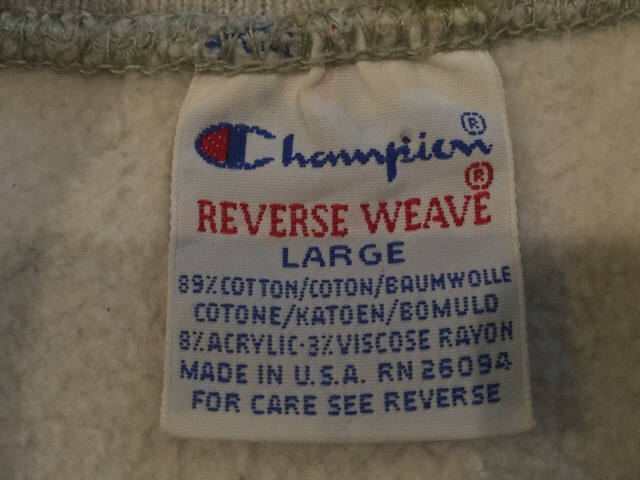 Champion®
REVERSE WEAVE®
LARGE
89% COTTON/COTON/BAUMWOLLE
COTONE/KATOEN/BOMULD
8% ACRYLIC-3% VISCOSE RAYON
MADE IN U.S.A. RN 26094
FOR CARE SEE REVERSE